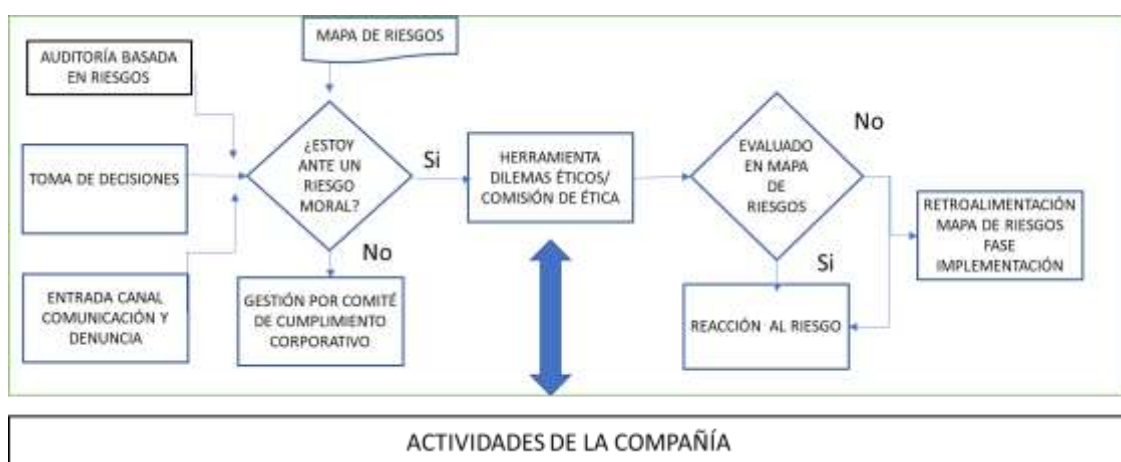 MAPA DE RIESGOS
AUDITORÍA BASADA
EN RIESGOS
TOMA DE DECISIONES
ENTRADA CANAL
COMUNICACIÓN Y
DENUNCIA
¿ESTOY
ANTE UN
RIESGO
MORAL?
Si
No
GESTIÓN POR COMITÉ
DE CUMPLIMIENTO
CORPORATIVO
HERRAMIENTA
DILEMAS ÉTICOS/
COMISIÓN DE ÉTICA
EVALUADO
EN MAPA
DE
RIESGOS
No
Si
RETROALIMENTACIÓN
MAPA DE RIESGOS
FASE
IMPLEMENTACIÓN
REACCIÓN AL RIESGO
ACTIVIDADES DE LA COMPAÑÍA